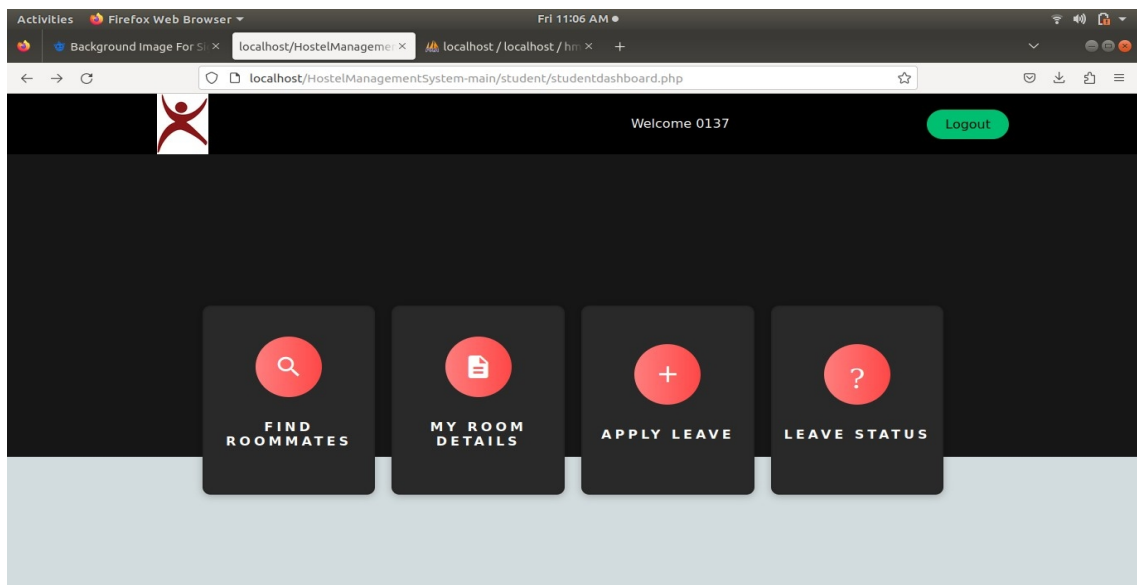 Activities Firefox Web Browser Fri 11:06 AM
Background Image For localhost/HostelManagemen localhost / localhost / hm
localhost/HostelManagementSystem-main/student/studentdashboard.php
Welcome 0137 Logout
FIND
ROOMMATES
MY ROOM
DETAILS
APPLY LEAVE
?
LEAVE STATUS